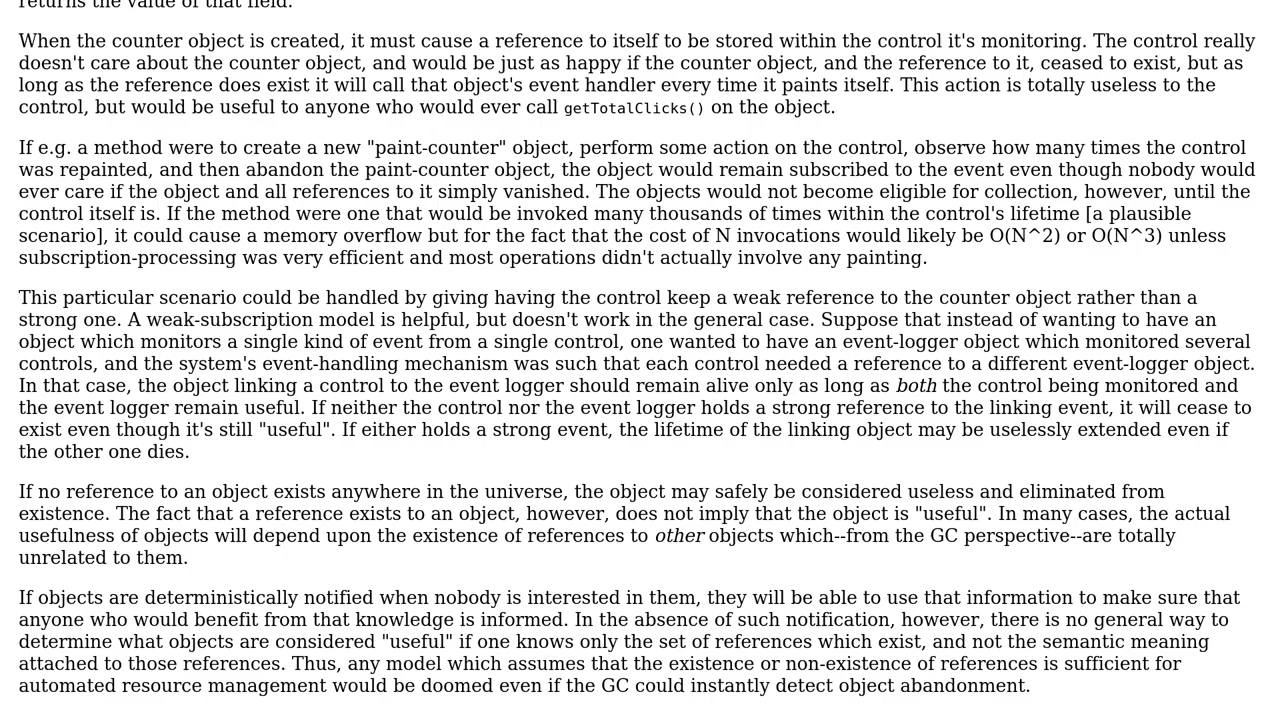 returns the value of that field.
When the counter object is created, it must cause a reference to itself to be stored within the control it's monitoring. The control really
doesn't care about the counter object, and would be just as happy if the counter object, and the reference to it, ceased to exist, but as
long as the reference does exist it will call that object's event handler every time it paints itself. This action is totally useless to the
control, but would be useful to anyone who would ever call getTotalClicks() on the object.
If e.g. a method were to create a new "paint-counter" object, perform some action on the control, observe how many times the control
was repainted, and then abandon the paint-counter object, the object would remain subscribed to the event even though nobody would
ever care if the object and all references to it simply vanished. The objects would not become eligible for collection, however, until the
control itself is. If the method were one that would be invoked many thousands of times within the control's lifetime [a plausible
scenario], it could cause a memory overflow but for the fact that the cost of N invocations would likely be O(N^2) or O(N^3) unless
subscription-processing was very efficient and most operations didn't actually involve any painting.
This particular scenario could be handled by giving having the control keep a weak reference to the counter object rather than a
strong one. A weak-subscription model is helpful, but doesn't work in the general case. Suppose that instead of wanting to have an
object which monitors a single kind of event from a single control, one wanted to have an event-logger object which monitored several
controls, and the system's event-handling mechanism was such that each control needed a reference to a different event-logger object.
In that case, the object linking a control to the event logger should remain alive only as long as both the control being monitored and
the event logger remain useful. If neither the control nor the event logger holds a strong reference to the linking event, it will cease to
exist even though it's still "useful". If either holds a strong event, the lifetime of the linking object may be uselessly extended even if
the other one dies.
If no reference to an object exists anywhere in the universe, the object may safely be considered useless and eliminated from
existence. The fact that a reference exists to an object, however, does not imply that the object is "useful". In many cases, the actual
usefulness of objects will depend upon the existence of references to other objects which--from the GC perspective--are totally
unrelated to them.
If objects are deterministically notified when nobody is interested in them, they will be able to use that information to make sure that
anyone who would benefit from that knowledge is informed. In the absence of such notification, however, there is no general way to
determine what objects are considered "useful" if one knows only the set of references which exist, and not the semantic meaning
attached to those references. Thus, any model which assumes that the existence or non-existence of references is sufficient for
automated resource management would be doomed even if the GC could instantly detect object abandonment.